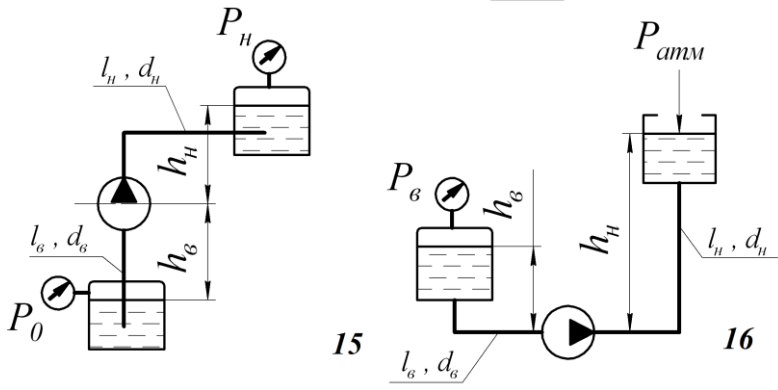 Pн
lн , dн
hн
lв , dв
hв
P0
15
Pатм
Pв
hв
hн
lн , dн
lв , dв
16